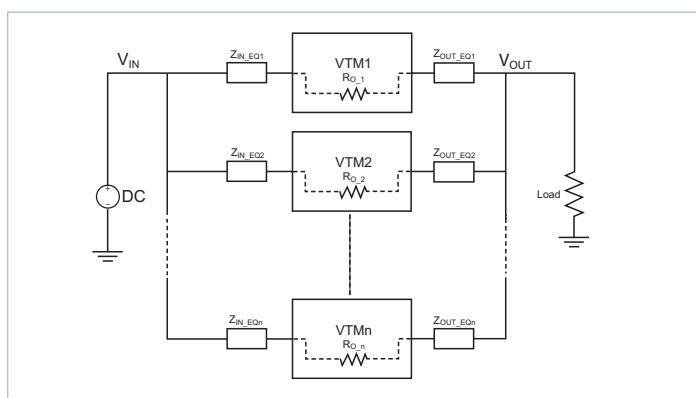 V_IN Z_IN_EQ1 VTM1 Z_OUT_EQ1 V_OUT
R_O_1
Z_IN_EQ2 VTM2 Z_OUT_EQ2
R_O_2
+
− DC
Load
Z_IN_EQn VTMn Z_OUT_EQn
R_O_n